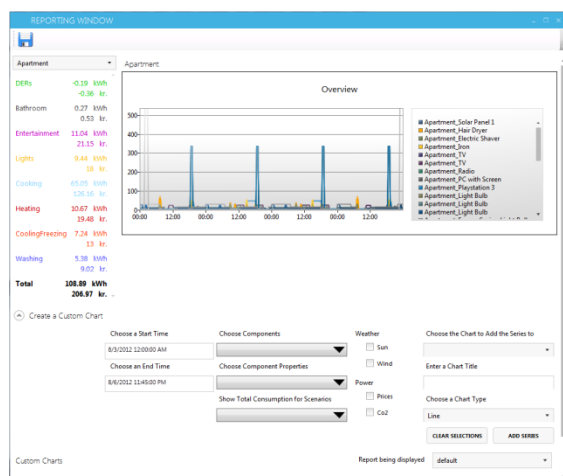 REPORTING WINDOW
Apartment
Apartment
DERs -0.19 kWh
-0.36 kr.
Bathroom 0.27 kWh
0.53 kr.
Entertainment 11.04 kWh
21.15 kr.
Lights 9.44 kWh
18 kr.
Cooking 65.05 kWh
126.16 kr.
Heating 10.67 kWh
19.48 kr.
CoolingFreezing 7.24 kWh
13 kr.
Washing 5.38 kWh
9.02 kr.
Total 108.89 kWh
206.97 kr.
Overview
500
400
300
200
100
0
00:00 12:00 00:00 12:00 00:00 12:00 00:00 12:00
Apartment_Solar Panel 1
Apartment_Hair Dryer
Apartment_Electric Shaver
Apartment_Iron
Apartment_TV
Apartment_TV
Apartment_Radio
Apartment_PC with Screen
Apartment_Playstation 3
Apartment_Light Bulb
Apartment_Light Bulb
Apartment_Light Bulb
Create a Custom Chart
Choose a Start Time
8/3/2012 12:00:00 AM
Choose an End Time
8/6/2012 11:45:00 PM
Choose Components
Choose Component Properties
Show Total Consumption for Scenarios
Weather
Sun
Wind
Power
Prices
Co2
Choose the Chart to Add the Series to
Enter a Chart Title
Choose a Chart Type
Line
CLEAR SELECTIONS ADD SERIES
Custom Charts
Report being displayed default